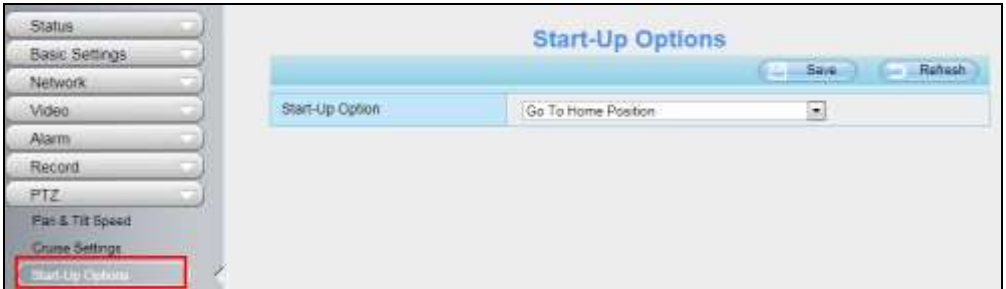 Status
Basic Settings
Network
Video
Alarm
Record
PTZ
Pan & Tilt Speed
Cruise Settings
Start-Up Options
Start-Up Options
Save
Refresh
Start-Up Option
Go To Home Position